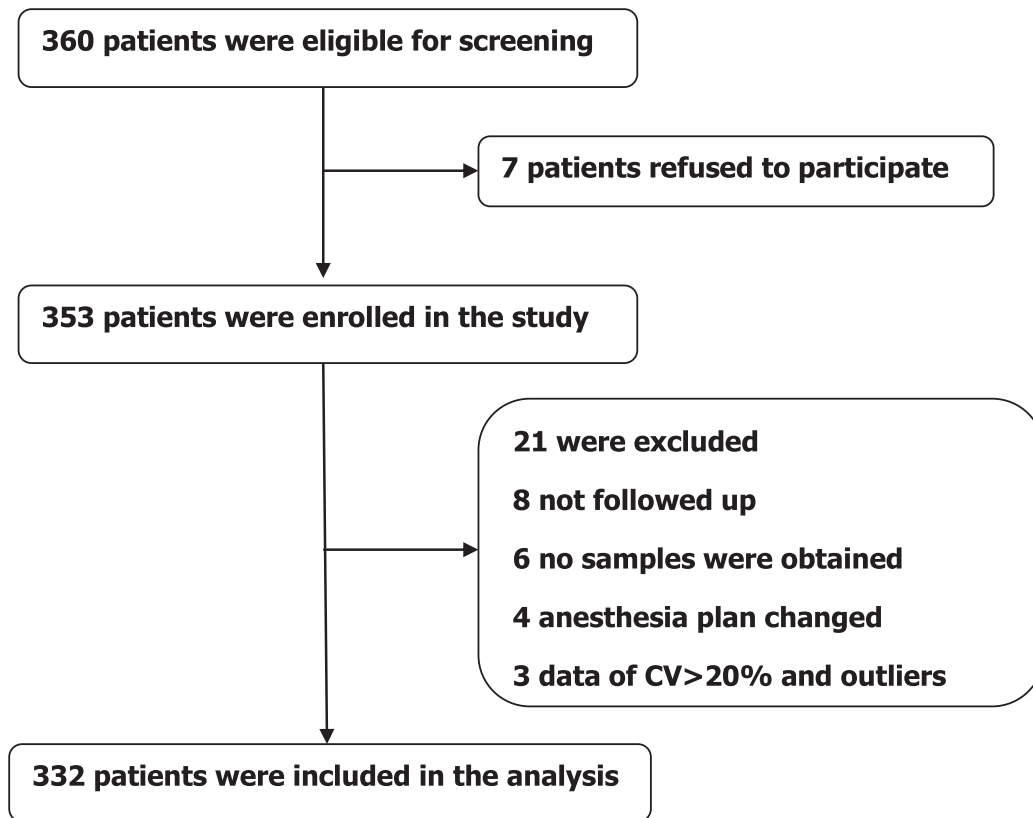 360 patients were eligible for screening
7 patients refused to participate
353 patients were enrolled in the study
21 were excluded
8 not followed up
6 no samples were obtained
4 anesthesia plan changed
3 data of CV>20% and outliers
332 patients were included in the analysis